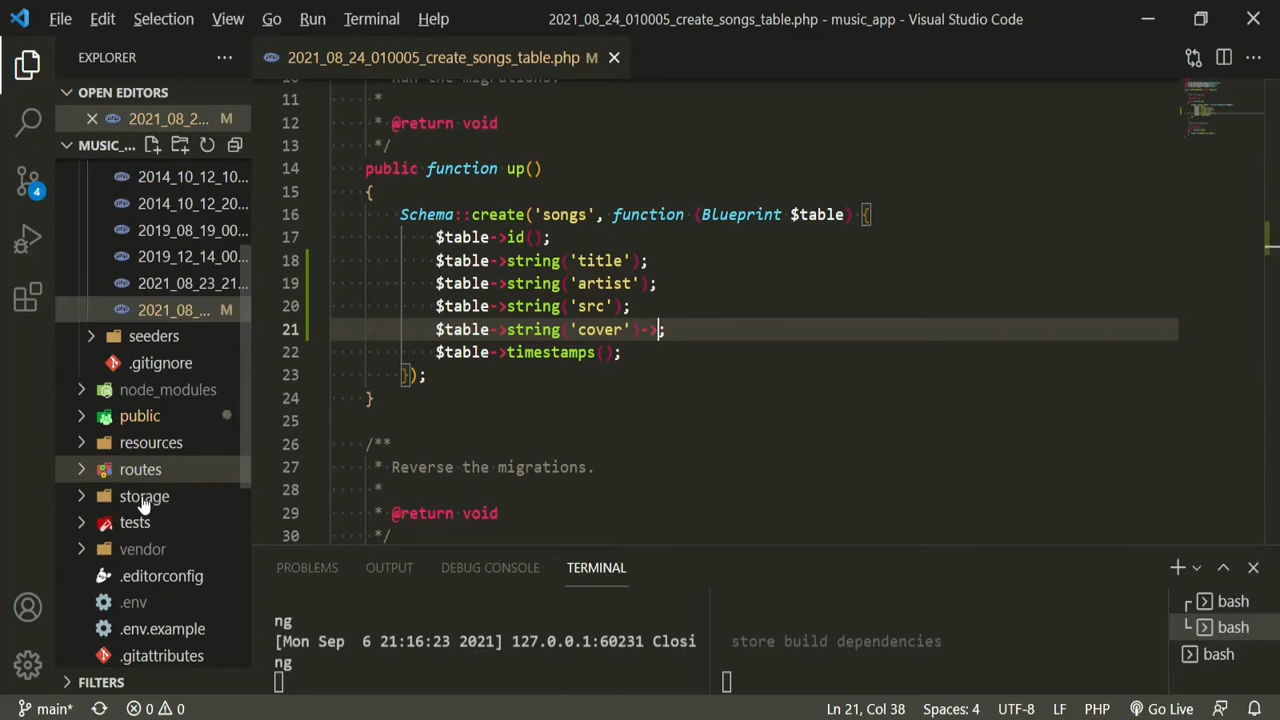 File Edit Selection View Go Run Terminal Help 2021_08_24_010005_create_songs_table.php - music_app - Visual Studio Code
EXPLORER
2021_08_24_010005_create_songs_table.php M
OPEN EDITORS
2021_08_2... M
MUSIC_...
2014_10_12_10...
2014_10_12_20...
2019_08_19_00...
2019_12_14_00...
2021_08_23_21...
2021_08_... M
seeders
.gitignore
node_modules
public
resources
routes
storage
tests
vendor
.editorconfig
.env
.env.example
.gitattributes
FILTERS
4
Run the migrations.
11 *
12 * @return void
13 */
14 public function up()
15 {
16 Schema::create('songs', function (Blueprint $table) {
17 $table->id();
18 $table->string('title');
19 $table->string('artist');
20 $table->string('src');
21 $table->string('cover')->;
22 $table->timestamps();
23 });
24 }
25
26 /**
27 * Reverse the migrations.
28 *
29 * @return void
30 */
PROBLEMS OUTPUT DEBUG CONSOLE TERMINAL
ng
[Mon Sep 6 21:16:23 2021] 127.0.0.1:60231 Closi
ng
store build dependencies
bash
bash
bash
main* 0 0 Ln 21, Col 38 Spaces: 4 UTF-8 LF PHP Go Live